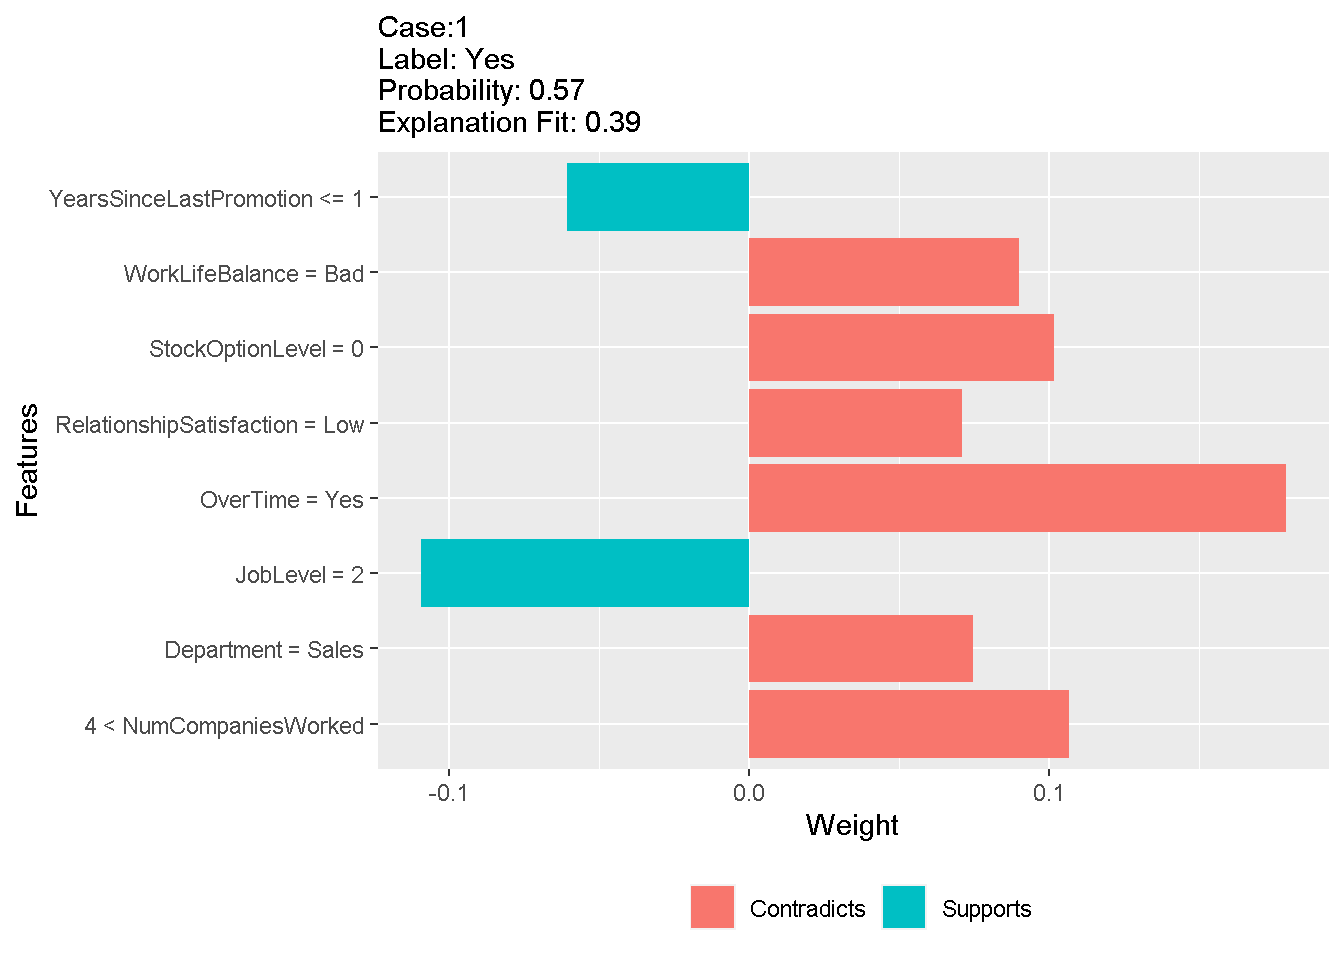 Case:1
Label: Yes
Probability: 0.57
Explanation Fit: 0.39
Features
YearsSinceLastPromotion <= 1
WorkLifeBalance = Bad
StockOptionLevel = 0
RelationshipSatisfaction = Low
OverTime = Yes
JobLevel = 2
Department = Sales
4 < NumCompaniesWorked
-0.1 0.0 0.1
Weight
Contradicts Supports